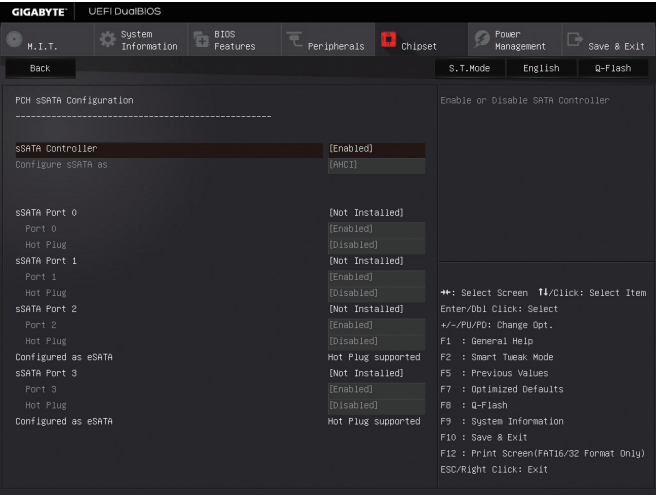 GIGABYTE™ UEFI DualBIOS
M.I.T. System Information BIOS Features Peripherals Chipset Power Management Save & Exit
Back S.T.Mode English Q-Flash
PCH sSATA Configuration
Enable or Disable SATA Controller
----------------------------------------------------
sSATA Controller [Enabled]
Configure sSATA as [AHCI]
sSATA Port 0 [Not Installed]
Port 0 [Enabled]
Hot Plug [Disabled]
sSATA Port 1 [Not Installed]
Port 1 [Enabled]
Hot Plug [Disabled]
sSATA Port 2 [Not Installed]
Port 2 [Enabled]
Hot Plug [Disabled]
Configured as eSATA Hot Plug supported
sSATA Port 3 [Not Installed]
Port 3 [Enabled]
Hot Plug [Disabled]
Configured as eSATA Hot Plug supported
→←: Select Screen ↑↓/Click: Select Item
Enter/Dbl Click: Select
+/-/PU/PD: Change Opt.
F1 : General Help
F2 : Smart Tweak Mode
F5 : Previous Values
F7 : Optimized Defaults
F8 : Q-Flash
F9 : System Information
F10 : Save & Exit
F12 : Print Screen(FAT16/32 Format Only)
ESC/Right Click: Exit